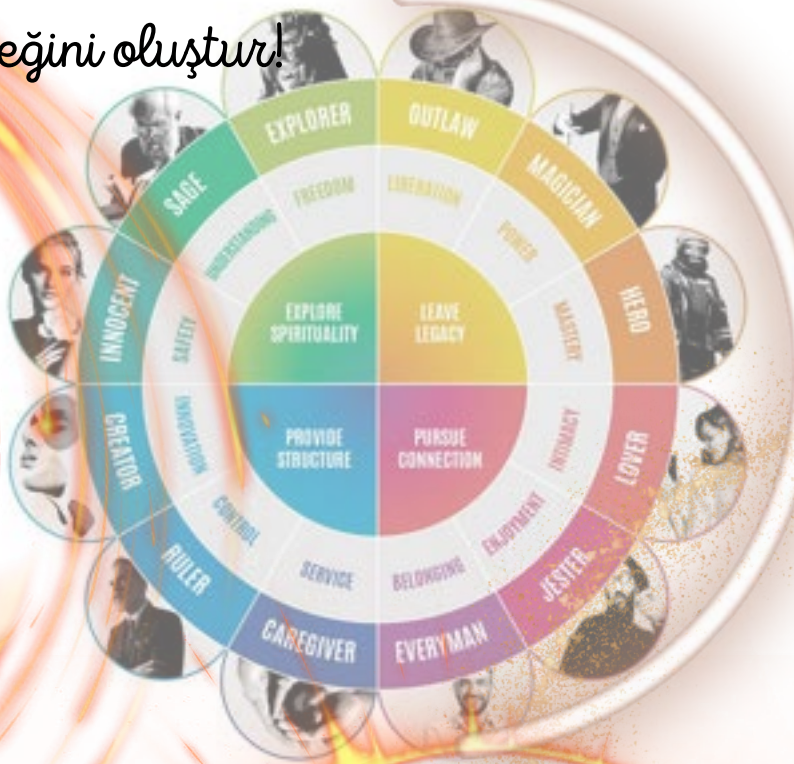 eğini oluştur!
EXPLORER
OUTLAW
MAGICIAN
HERO
LOVER
JESTER
EVERYMAN
CAREGIVER
RULER
CREATOR
INNOCENT
SAGE
FREEDOM
LIBERATION
POWER
MASTERY
INTIMACY
ENJOYMENT
BELONGING
SERVICE
CONTROL
INNOVATION
SAFETY
UNDERSTANDING
EXPLORE
SPIRITUALITY
LEAVE
LEGACY
PROVIDE
STRUCTURE
PURSUE
CONNECTION